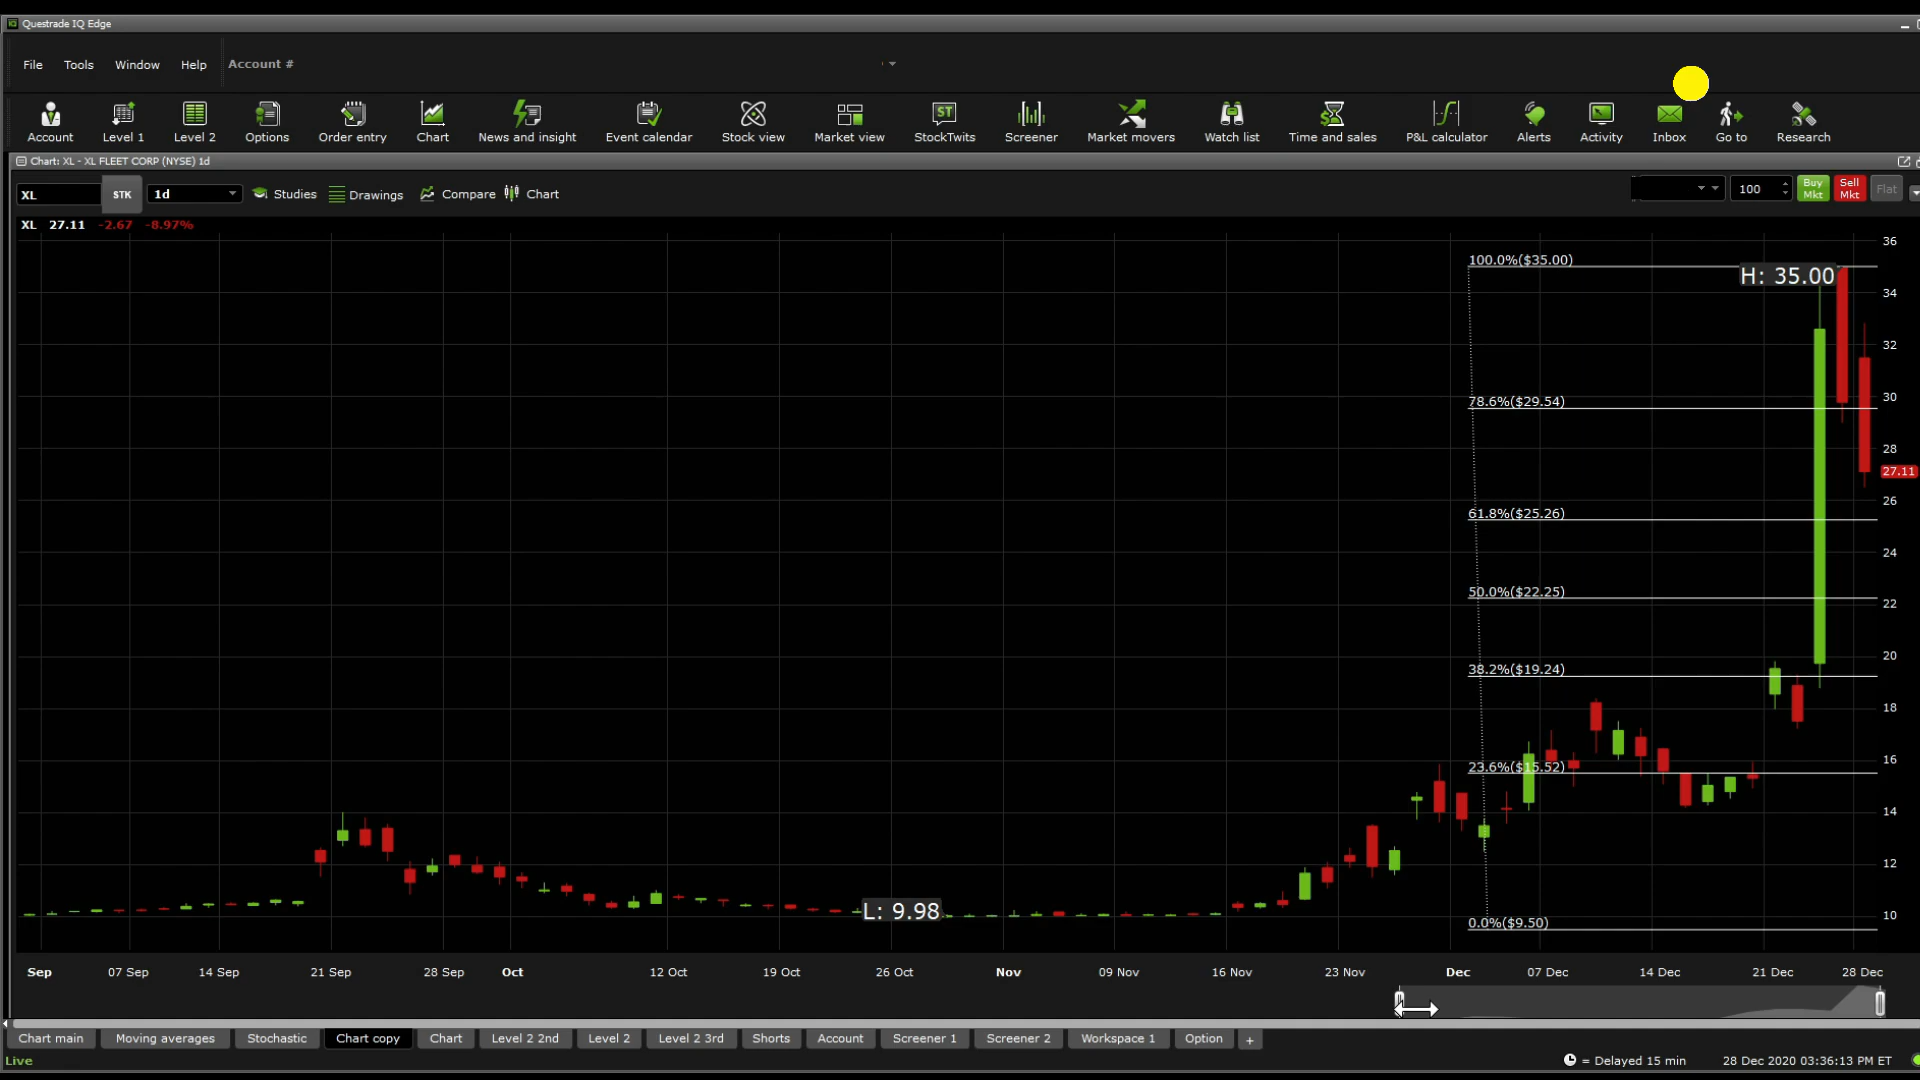 Questrade IQ Edge
File Tools Window Help Account #
Account Level 1 Level 2 Options Order entry Chart News and insight Event calendar Stock view Market view StockTwits Screener Market movers Watch list Time and sales P&L calculator Alerts Activity Inbox Go to Research
Chart: XL - XL FLEET CORP (NYSE) 1d
XL STK 1d Studies Drawings Compare Chart 100 Buy Mkt Sell Mkt Flat
XL 27.11 -2.67 -8.97%
36
100.0%($35.00)
H: 35.00
34
32
30
78.6%($29.54)
28
27.11
26
61.8%($25.26)
24
50.0%($22.25)
22
20
38.2%($19.24)
18
16
23.6%($15.52)
14
12
L: 9.98
10
0.0%($9.50)
Sep 07 Sep 14 Sep 21 Sep 28 Sep Oct 12 Oct 19 Oct 26 Oct Nov 09 Nov 16 Nov 23 Nov Dec 07 Dec 14 Dec 21 Dec 28 Dec
Chart main Moving averages Stochastic Chart copy Chart Level 2 2nd Level 2 Level 2 3rd Shorts Account Screener 1 Screener 2 Workspace 1 Option +
Live = Delayed 15 min 28 Dec 2020 03:36:13 PM ET